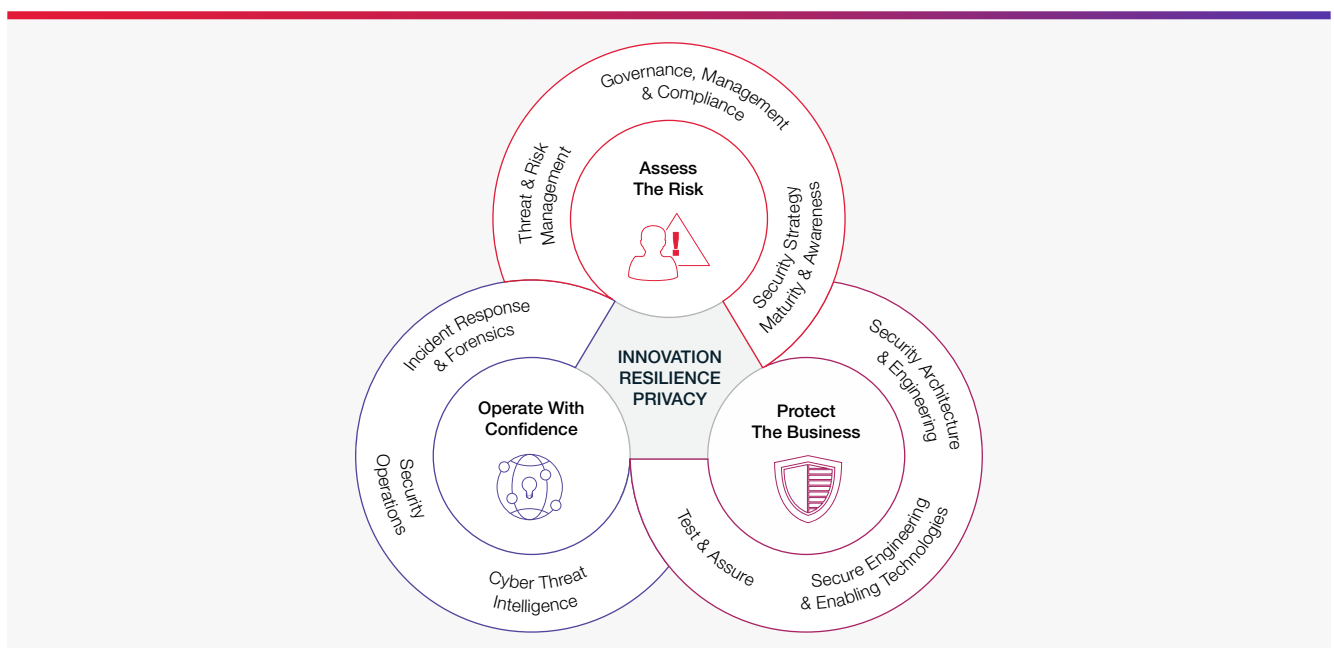 Governance, Management
& Compliance
Threat & Risk
Management
Assess
The Risk
Security Strategy
Maturity & Awareness
Incident Response
& Forensics
INNOVATION
RESILIENCE
PRIVACY
Security Architecture
& Engineering
Operate With
Confidence
Protect
The Business
Security
Operations
Cyber Threat
Intelligence
Test & Assure
Secure Engineering
& Enabling Technologies